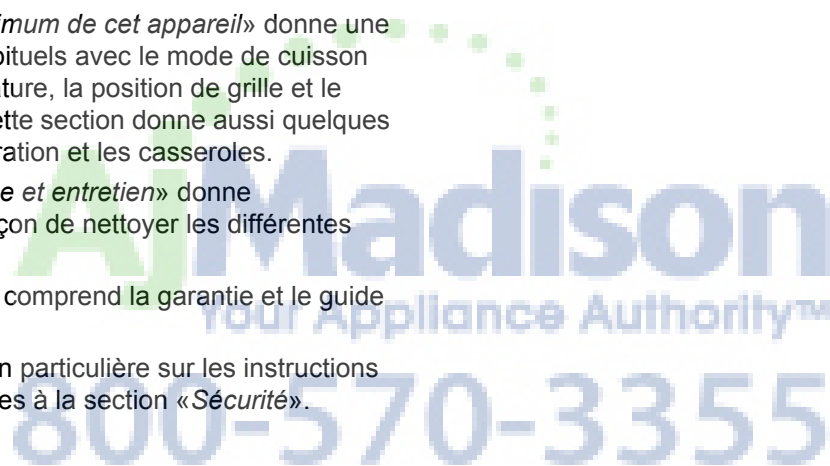 imum de cet appareil» donne une
bituels avec le mode de cuisson
ature, la position de grille et le
ette section donne aussi quelques
ration et les casseroles.
e et entretien» donne
çon de nettoyer les différentes
comprend la garantie et le guide
n particulière sur les instructions
es à la section «Sécurité».
AjMadison
Your Appliance Authority™
800-570-3355